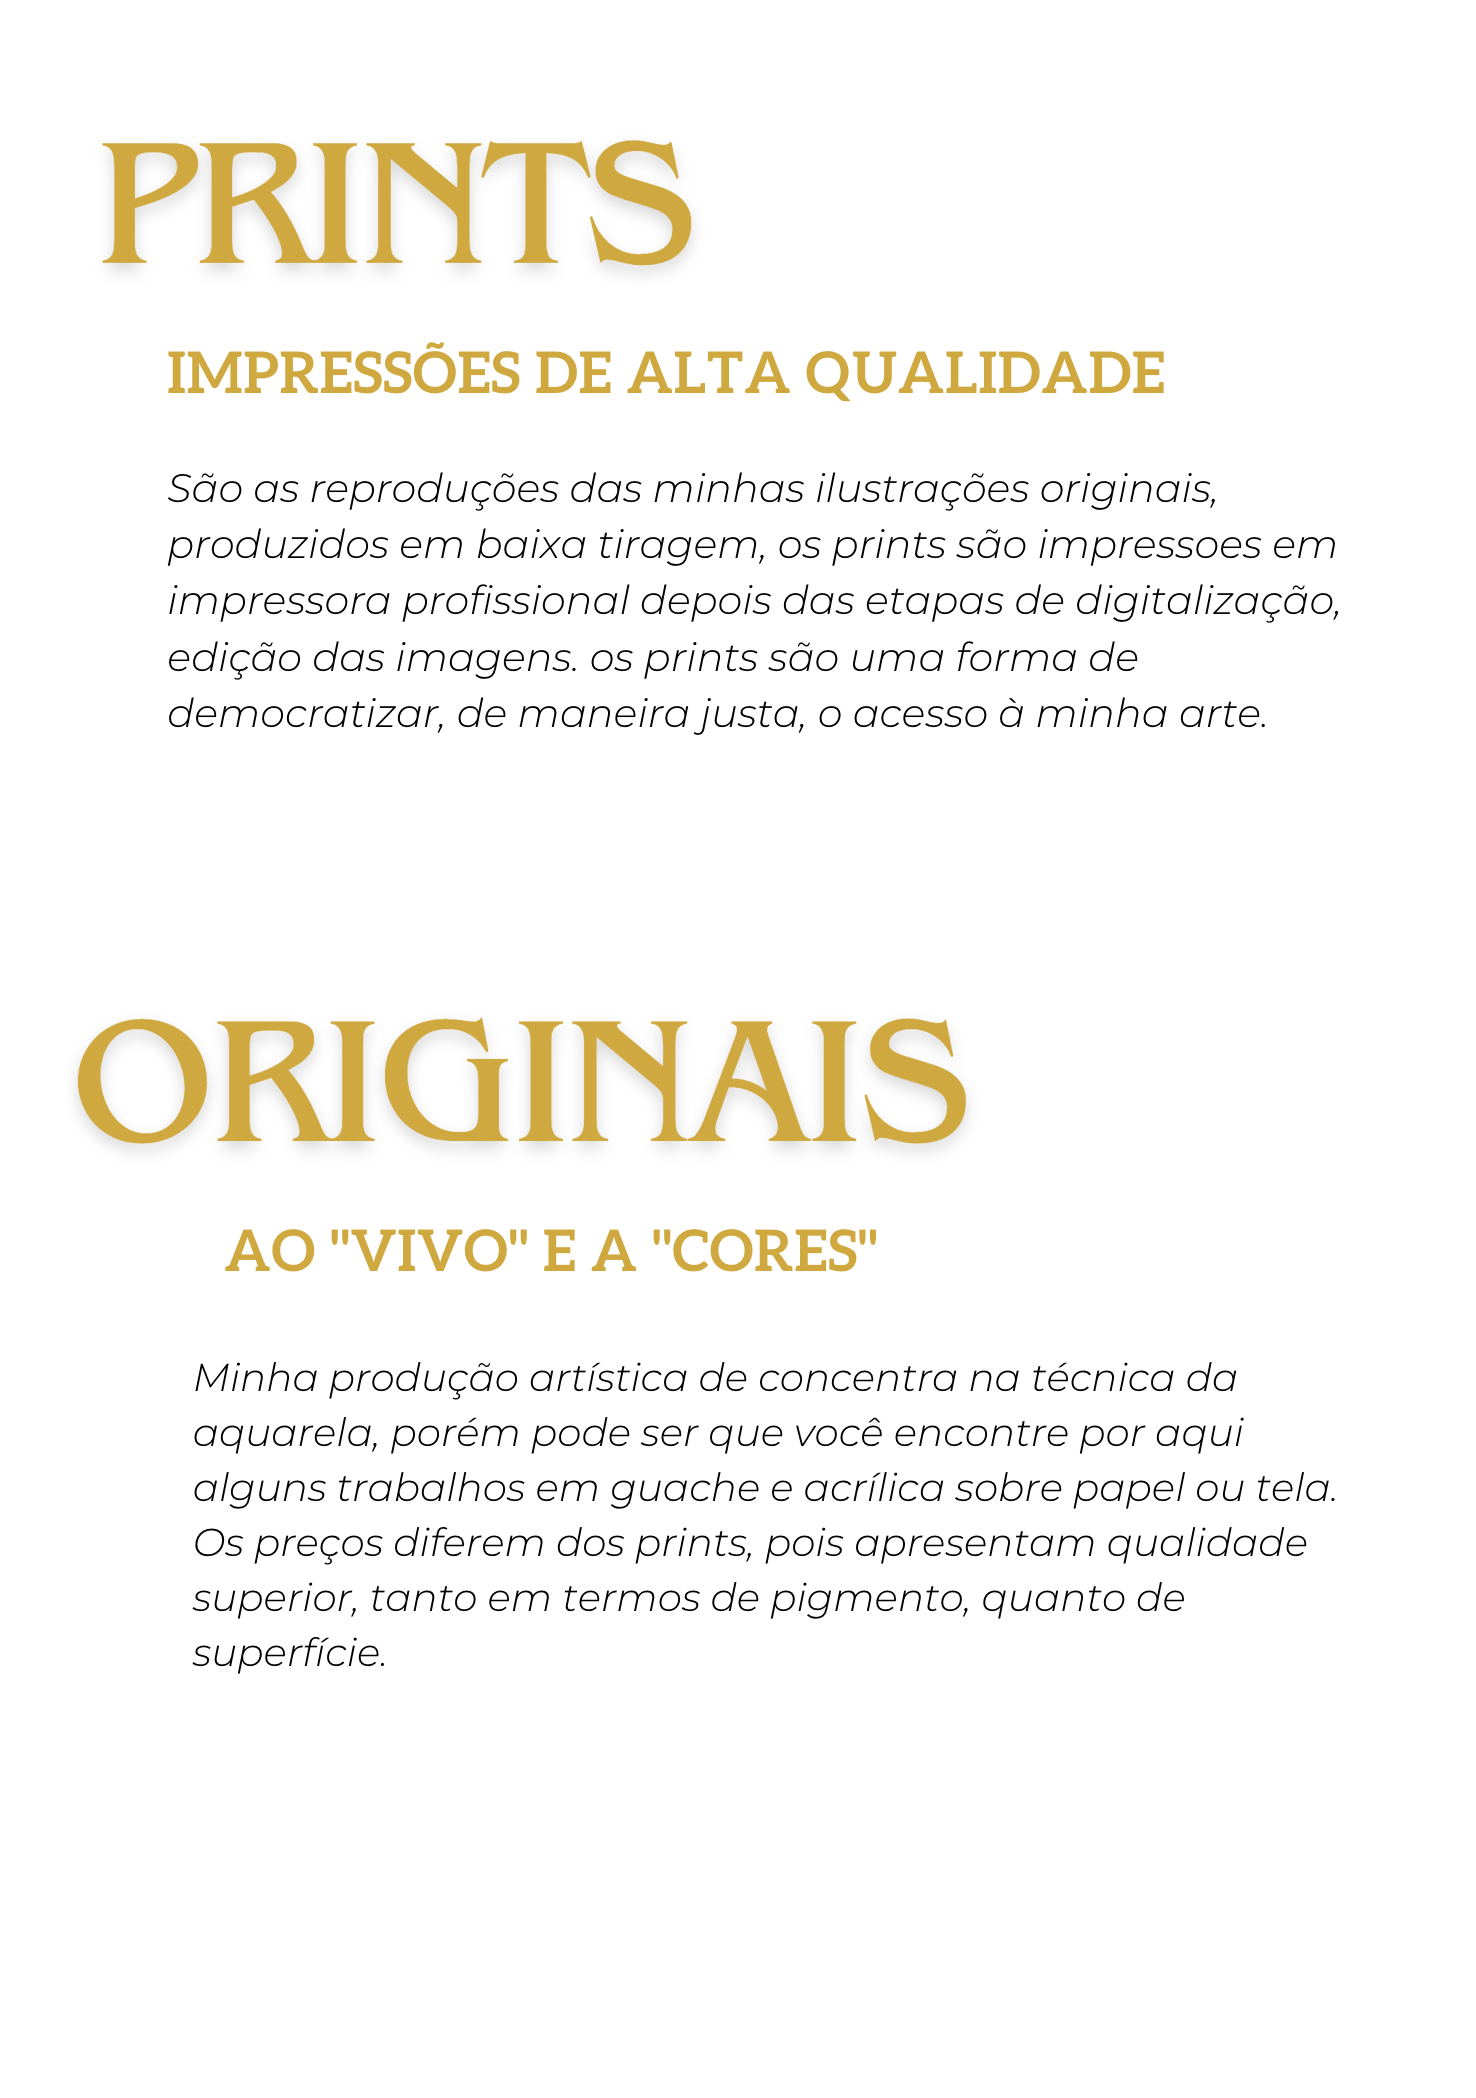 PRINTS
IMPRESSÕES DE ALTA QUALIDADE
São as reproduções das minhas ilustrações originais,
produzidos em baixa tiragem, os prints são impressoes em
impressora profissional depois das etapas de digitalização,
edição das imagens. os prints são uma forma de
democratizar, de maneira justa, o acesso à minha arte.
ORIGINAIS
AO "VIVO" E A "CORES"
Minha produção artística de concentra na técnica da
aquarela, porém pode ser que você encontre por aqui
alguns trabalhos em guache e acrílica sobre papel ou tela.
Os preços diferem dos prints, pois apresentam qualidade
superior, tanto em termos de pigmento, quanto de
superfície.